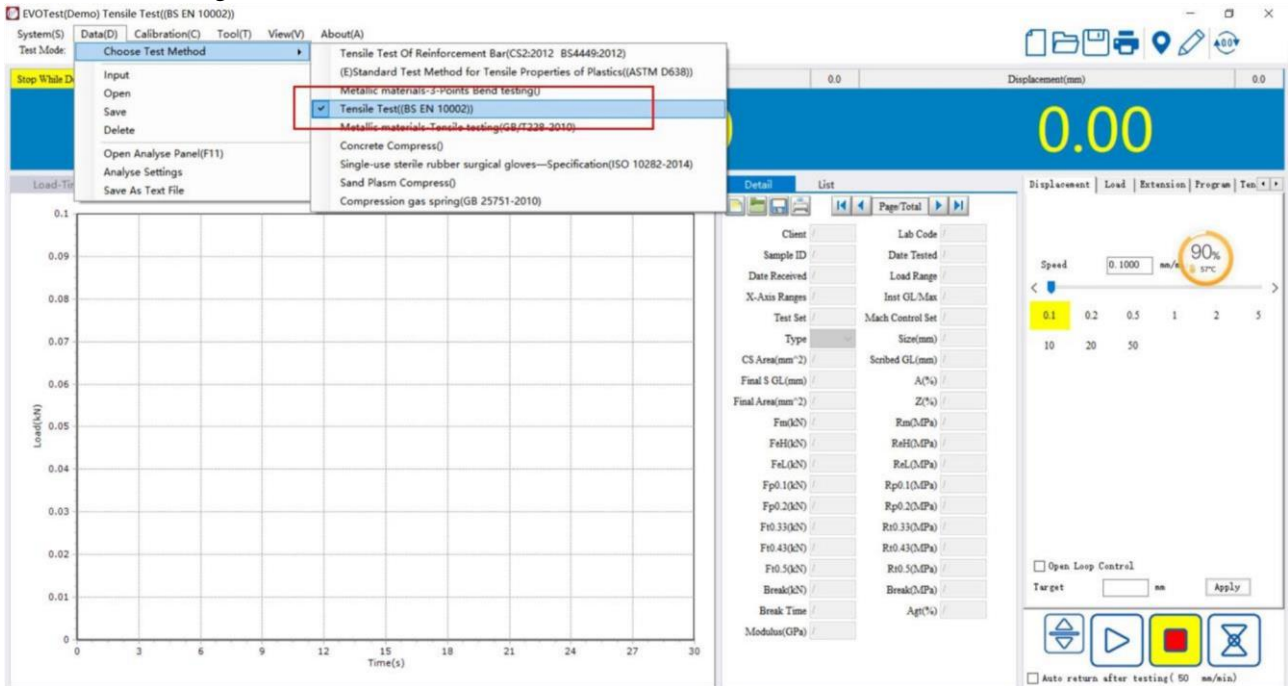 EVOTest(Demo) Tensile Test((BS EN 10002))
System(S) Data(D) Calibration(C) Tool(T) View(V) About(A)
Test Mode:
Choose Test Method
Input
Open
Save
Delete
Open Analyse Panel(F11)
Analyse Settings
Save As Text File
Tensile Test Of Reinforcement Bar(CS2:2012 BS4449:2012)
(E)Standard Test Method for Tensile Properties of Plastics((ASTM D638))
Metallic materials-3-Points Bend testing()
Tensile Test((BS EN 10002))
Metallic materials-Tensile testing(GB/T228-2010)
Concrete Compress()
Single-use sterile rubber surgical gloves—Specification(ISO 10282-2014)
Sand Plasm Compress()
Compression gas spring(GB 25751-2010)
Stop While
0.0 Displacement(mm) 0.0
0.00
Detail List
Page/Total
Client / Lab Code /
Sample ID / Date Tested /
Date Received / Load Range /
X-Axis Ranges / Inst GL/Max /
Test Set / Mach Control Set /
Type Size(mm) /
CS Area(mm^2) / Scribed GL(mm) /
Final S GL(mm) / A(%) /
Final Area(mm^2) / Z(%) /
Fm(kN) / Rm(MPa) /
FeH(kN) / ReH(MPa) /
FeL(kN) / ReL(MPa) /
Fp0.1(kN) / Rp0.1(MPa) /
Fp0.2(kN) / Rp0.2(MPa) /
Ft0.33(kN) / Rt0.33(MPa) /
Ft0.43(kN) / Rt0.43(MPa) /
Ft0.5(kN) / Rt0.5(MPa) /
Break(kN) / Break(MPa) /
Break Time / Agt(%) /
Modulus(GPa) /
Displacement Load Extension Program
Speed 0.1000
90%
57°C
0.1 0.2 0.5 1 2 5
10 20 50
Open Loop Control
Target mm Apply
Auto return after testing( 50 mm/min)
Load(kN)
0.1
0.09
0.08
0.07
0.06
0.05
0.04
0.03
0.02
0.01
0
0 3 6 9 12 15 18 21 24 27 30
Time(s)